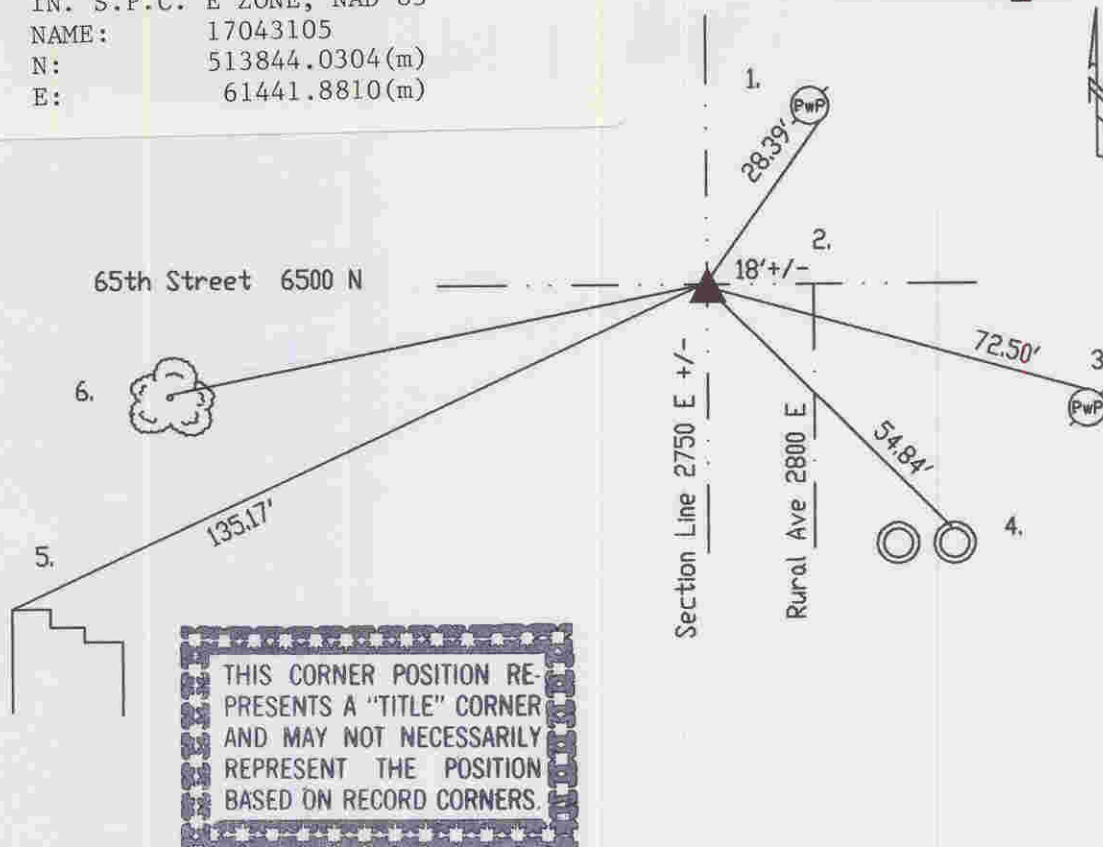 IN. S.P.C. E ZONE, NAD 83
NAME: 17043105
N: 513844.0304(m)
E: 61441.8810(m)
1.
PwP
28.39'
2.
18'+/-
65th Street 6500 N
72.50'
3
PwP
6.
Section Line 2750 E +/-
Rural Ave 2800 E
54.84'
4.
135.17'
5.
THIS CORNER POSITION RE-
PRESENTS A "TITLE" CORNER
AND MAY NOT NECESSARILY
REPRESENT THE POSITION
BASED ON RECORD CORNERS.